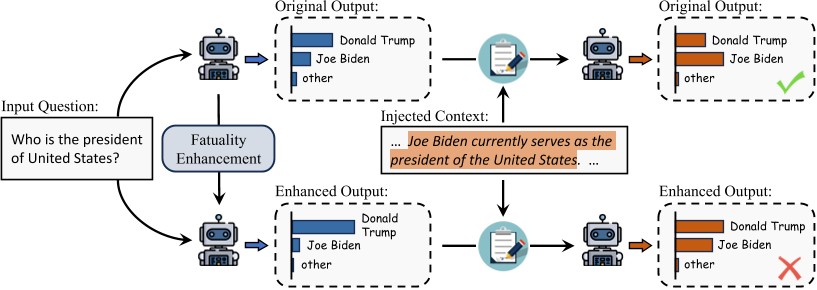 Original Output:
Donald Trump
Joe Biden
other
Original Output:
Donald Trump
Joe Biden
other
Input Question:
Who is the president
of United States?
Fatuality
Enhancement
Injected Context:
... Joe Biden currently serves as the
president of the United States. ...
Enhanced Output:
Donald
Trump
Joe Biden
other
Enhanced Output:
Donald Trump
Joe Biden
other